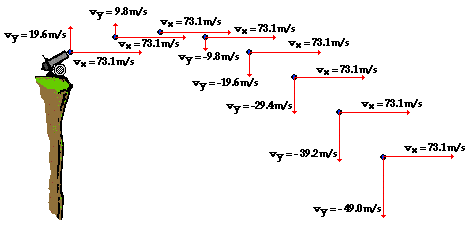 vy = 9.8 m/s
vy = 19.6 m/s
vx = 73.1 m/s
vx = 73.1 m/s
vx = 73.1 m/s
vx = 73.1 m/s
vy = -9.8 m/s
vx = 73.1 m/s
vy = -19.6 m/s
vx = 73.1 m/s
vy = -29.4 m/s
vx = 73.1 m/s
vy = - 39.2 m/s
vx = 73.1 m/s
vy = - 49.0 m/s